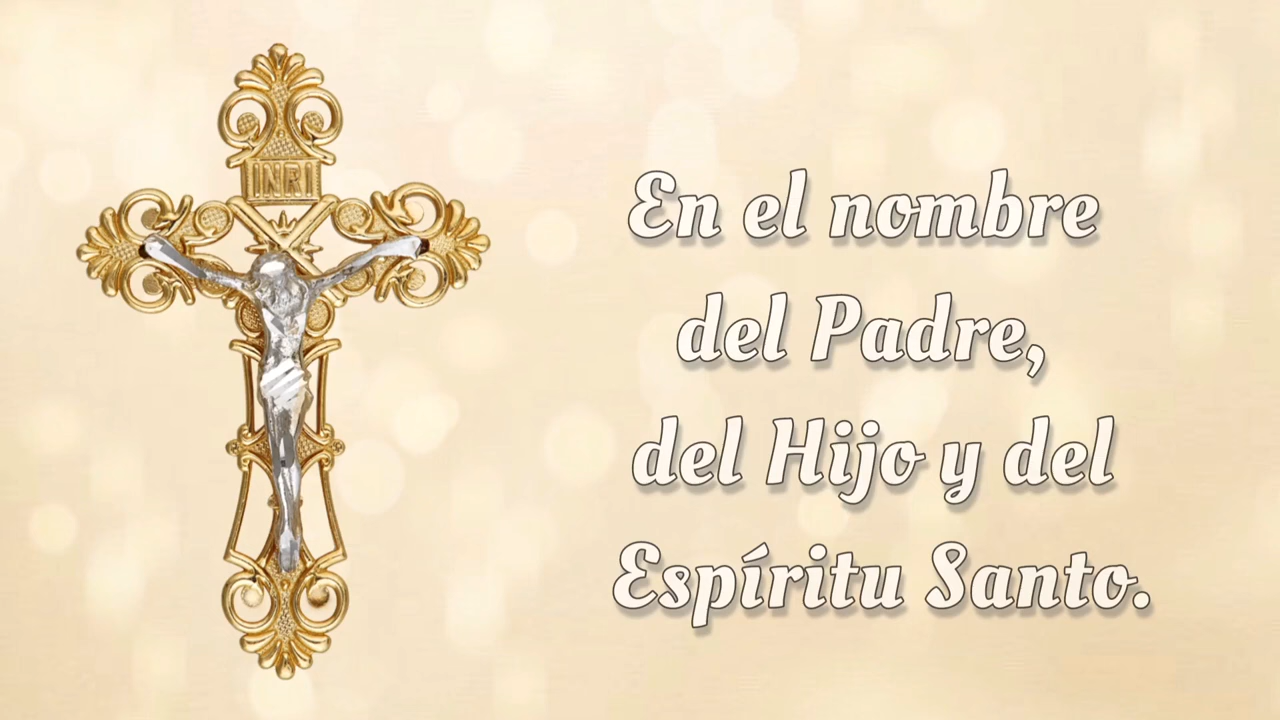 INRI
En el nombre
del Padre,
del Hijo y del
Espíritu Santo.